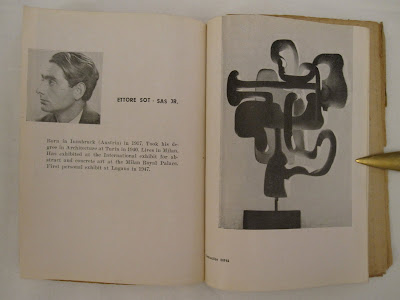 ETTORE SOT - SAS JR.
Born in Innsbruck (Austria) in 1917. Took his de-
gree in Architecture at Turin in 1940. Lives in Milan.
Has exhibited at the International exhibit for ab-
stract and concrete art at the Milan Royal Palace.
First personal exhibit at Lugano in 1947.